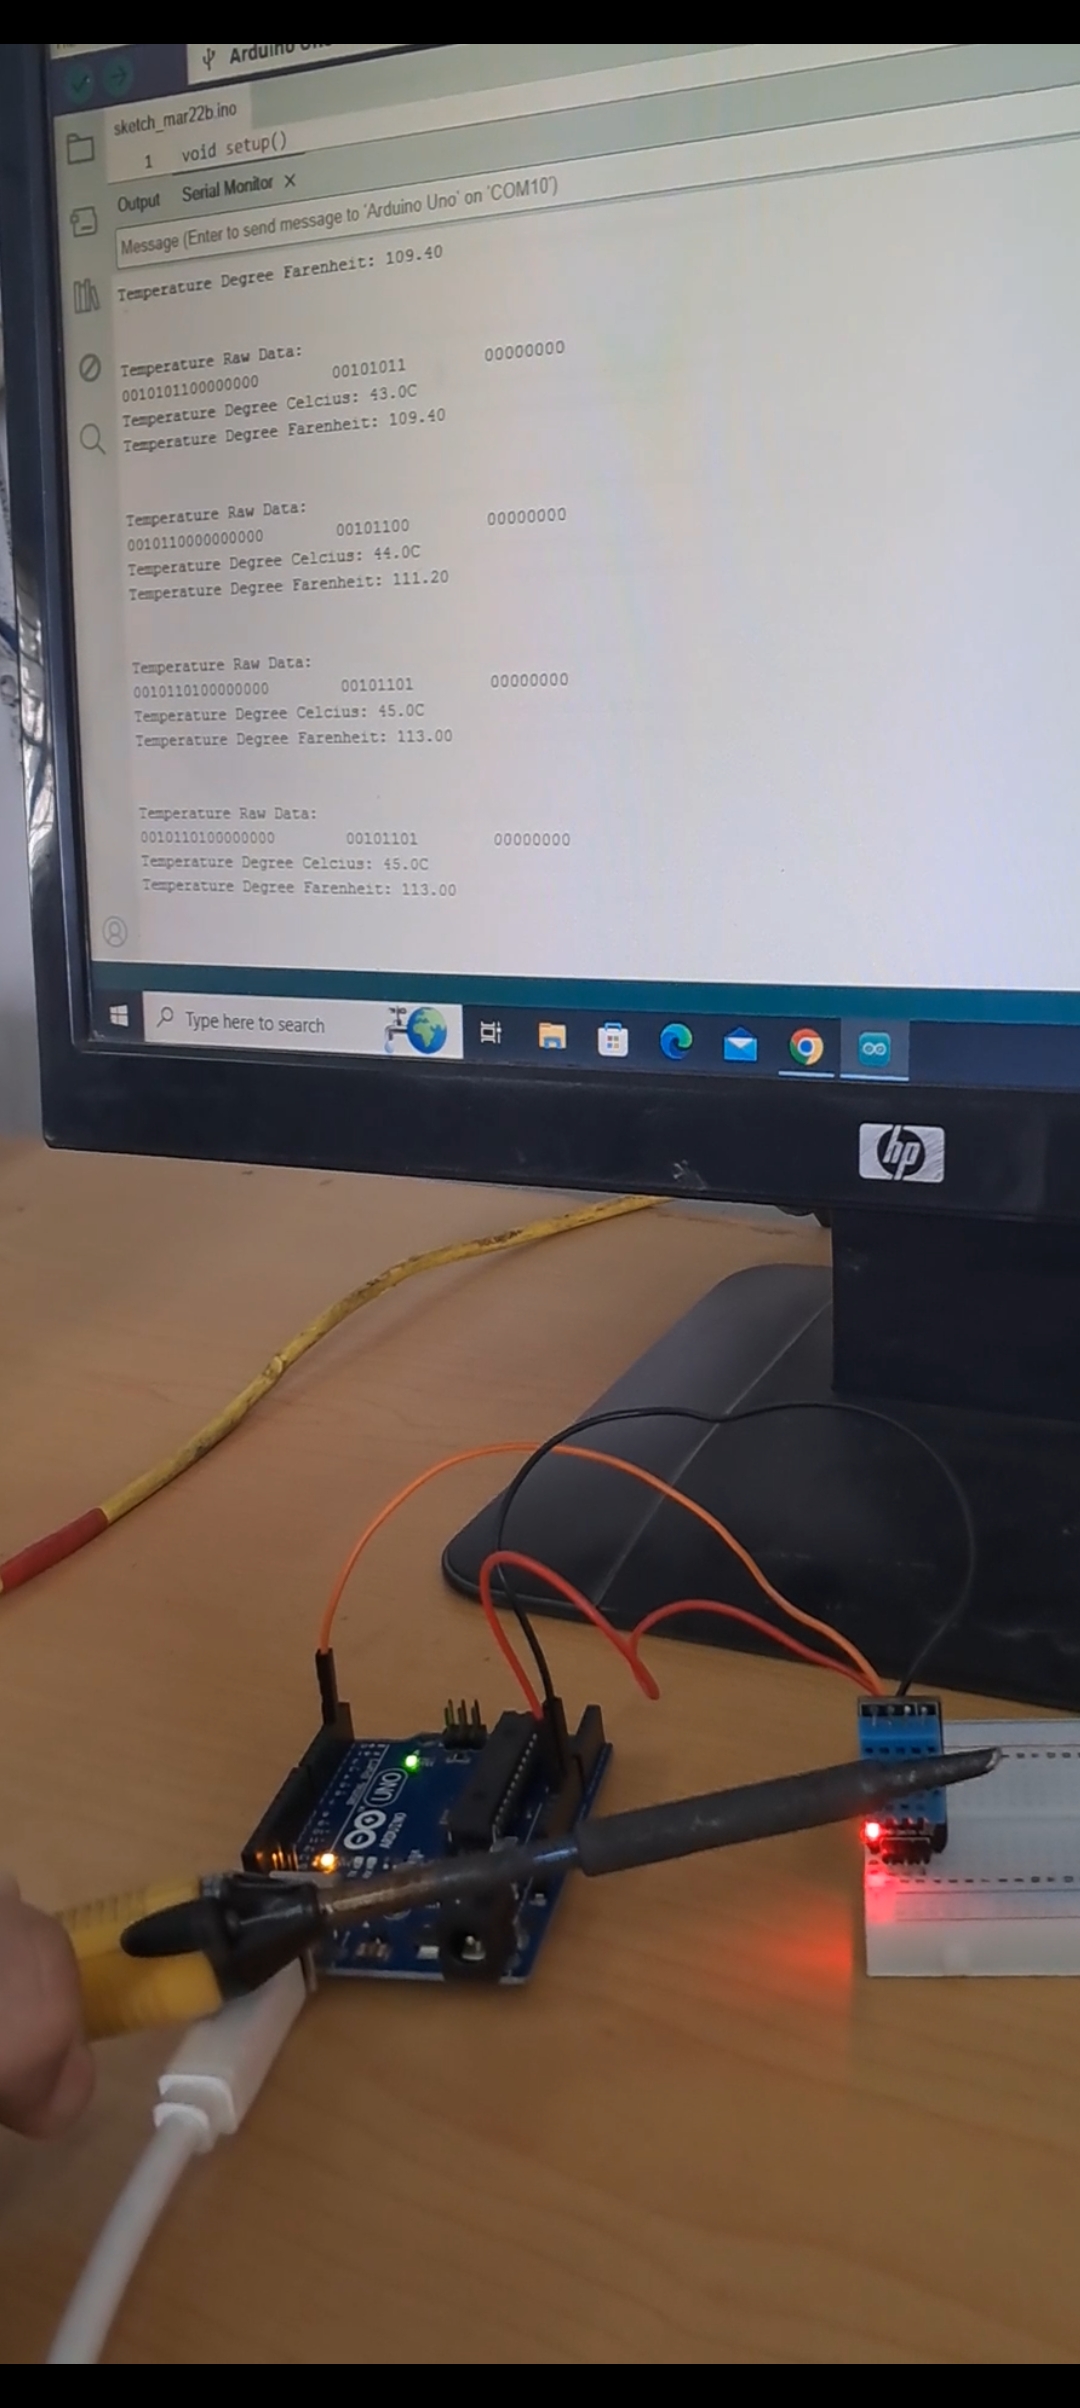 Arduino Uno
sketch_mar22b.ino
1 void setup()
Output Serial Monitor X
Message (Enter to send message to 'Arduino Uno' on 'COM10')
Temperature Degree Farenheit: 109.40
Temperature Raw Data:
0010101100000000 00101011 00000000
Temperature Degree Celcius: 43.0C
Temperature Degree Farenheit: 109.40
Temperature Raw Data:
0010110000000000 00101100 00000000
Temperature Degree Celcius: 44.0C
Temperature Degree Farenheit: 111.20
Temperature Raw Data:
0010110100000000 00101101 00000000
Temperature Degree Celcius: 45.0C
Temperature Degree Farenheit: 113.00
Temperature Raw Data:
0010110100000000 00101101 00000000
Temperature Degree Celcius: 45.0C
Temperature Degree Farenheit: 113.00
Type here to search
hp
UNO
ARDUINO